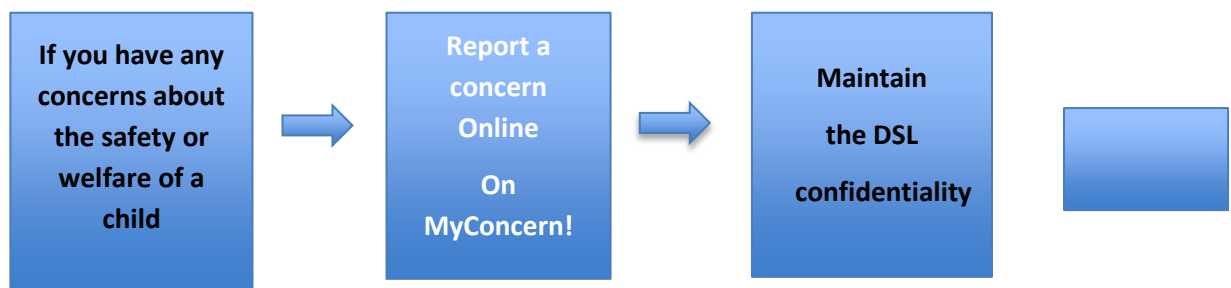 If you have any
concerns about
the safety or
welfare of a
child
Report a
concern
Online
On
MyConcern!
Maintain
the DSL
confidentiality